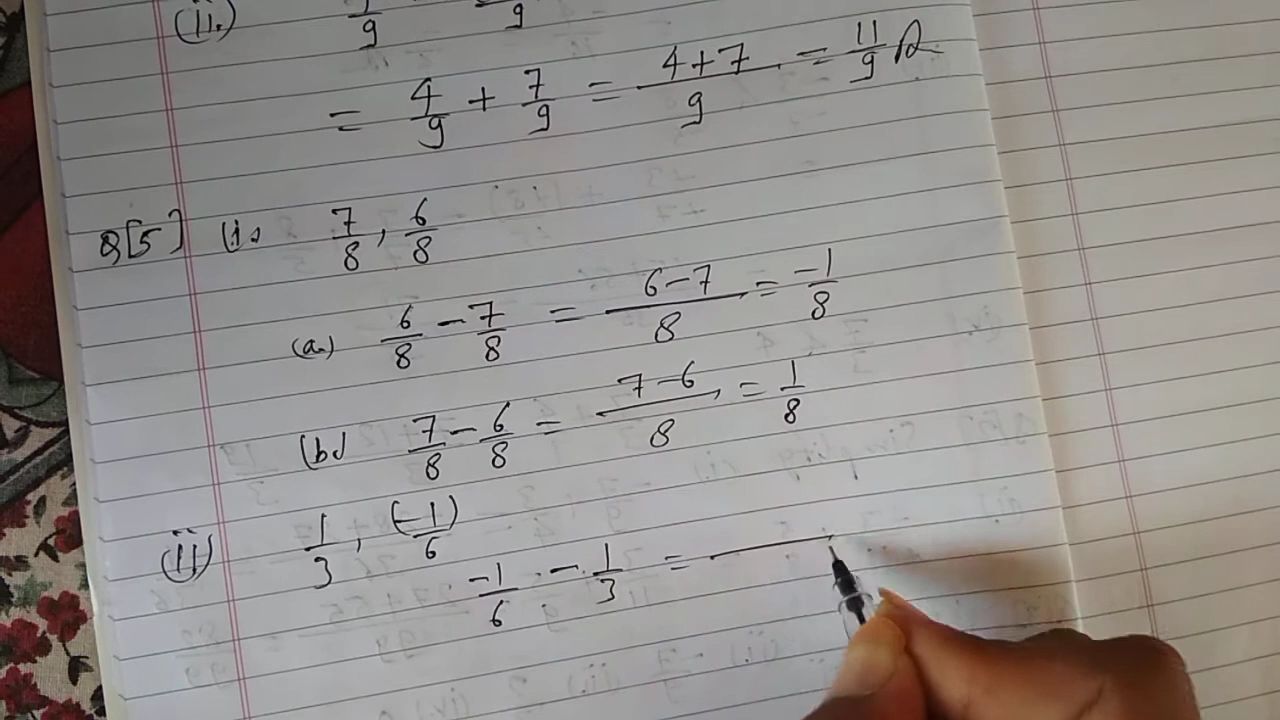 (ii.)
= 4/9 + 7/9 = (4+7)/9 = 11/9
Q[5] (i) 7/8, 6/8
(a.) 6/8 - 7/8 = (6-7)/8 = -1/8
(b) 7/8 - 6/8 = (7-6)/8 = 1/8
(ii) 1/3, (-1)/6
-1/6 - 1/3 =